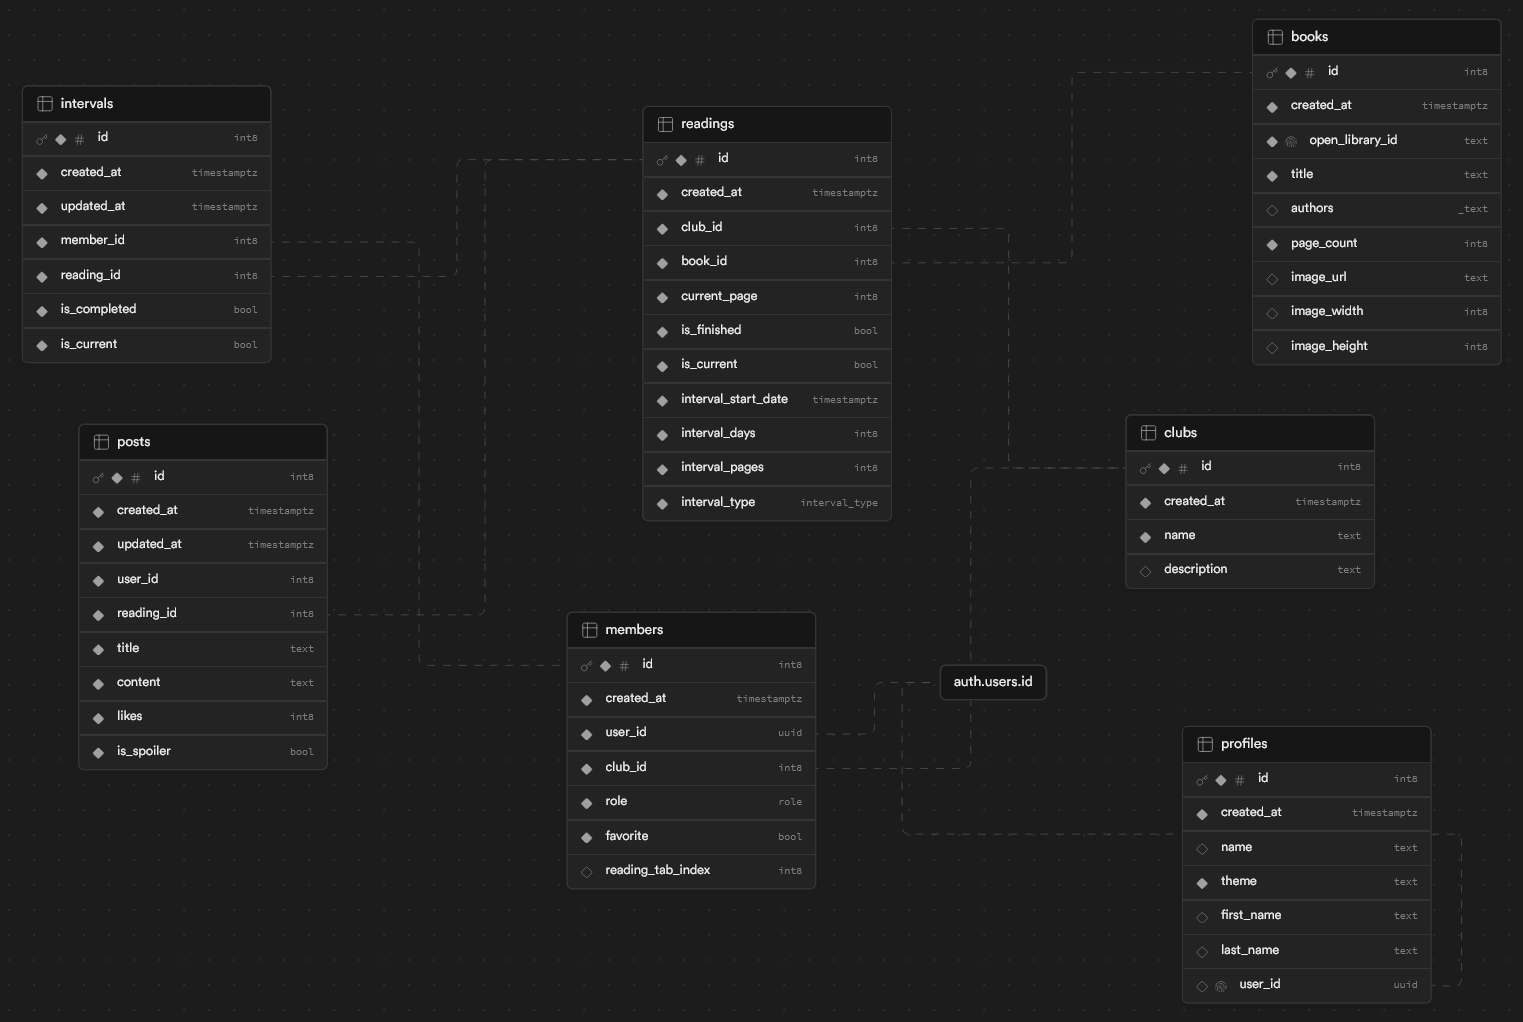 intervals
# id int8
created_at timestamptz
updated_at timestamptz
member_id int8
reading_id int8
is_completed bool
is_current bool
posts
# id int8
created_at timestamptz
updated_at timestamptz
user_id int8
reading_id int8
title text
content text
likes int8
is_spoiler bool
readings
# id int8
created_at timestamptz
club_id int8
book_id int8
current_page int8
is_finished bool
is_current bool
interval_start_date timestamptz
interval_days int8
interval_pages int8
interval_type interval_type
members
# id int8
created_at timestamptz
user_id uuid
club_id int8
role role
favorite bool
reading_tab_index int8
auth.users.id
books
# id int8
created_at timestamptz
open_library_id text
title text
authors _text
page_count int8
image_url text
image_width int8
image_height int8
clubs
# id int8
created_at timestamptz
name text
description text
profiles
# id int8
created_at timestamptz
name text
theme text
first_name text
last_name text
user_id uuid